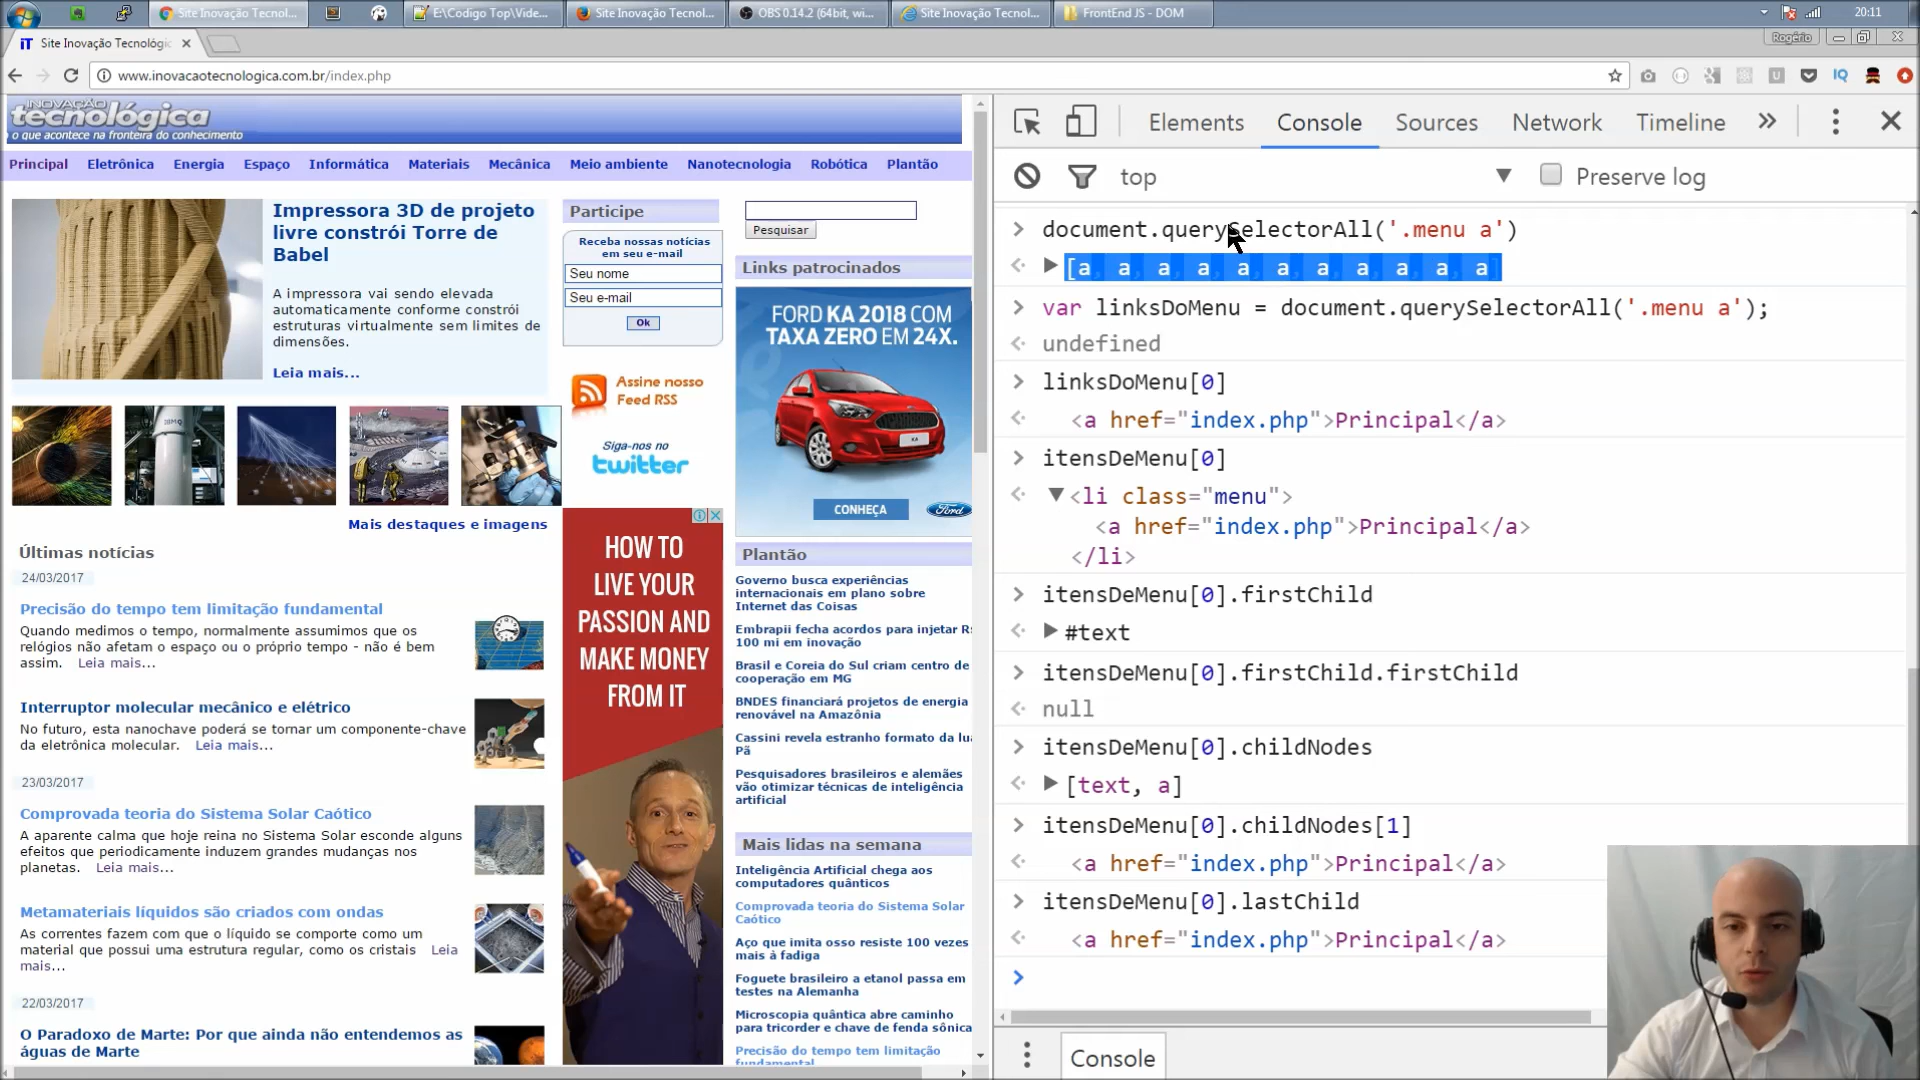 Site Inovação Tecnol...
E:\Codigo Top\Vide...
Site Inovação Tecnol...
OBS 0.14.2 (64bit, wi...
Site Inovação Tecnol...
FrontEnd JS - DOM
20:11
iT Site Inovação Tecnológic
Rogério
www.inovacaotecnologica.com.br/index.php
IQ
INOVAÇÃO
tecnológica
o que acontece na fronteira do conhecimento
Principal Eletrônica Energia Espaço Informática Materiais Mecânica Meio ambiente Nanotecnologia Robótica Plantão
Impressora 3D de projeto
livre constrói Torre de
Babel
A impressora vai sendo elevada
automaticamente conforme constrói
estruturas virtualmente sem limites de
dimensões.
Leia mais...
Mais destaques e imagens
Últimas notícias
24/03/2017
Precisão do tempo tem limitação fundamental
Quando medimos o tempo, normalmente assumimos que os
relógios não afetam o espaço ou o próprio tempo - não é bem
assim. Leia mais...
Interruptor molecular mecânico e elétrico
No futuro, esta nanochave poderá se tornar um componente-chave
da eletrônica molecular. Leia mais...
23/03/2017
Comprovada teoria do Sistema Solar Caótico
A aparente calma que hoje reina no Sistema Solar esconde alguns
efeitos que periodicamente induzem grandes mudanças nos
planetas. Leia mais...
Metamateriais líquidos são criados com ondas
As correntes fazem com que o líquido se comporte como um
material que possui uma estrutura regular, como os cristais Leia
mais...
22/03/2017
O Paradoxo de Marte: Por que ainda não entendemos as
águas de Marte
Participe
Receba nossas notícias
em seu e-mail
Seu nome
Seu e-mail
Ok
Assine nosso
Feed RSS
Siga-nos no
twitter
HOW TO
LIVE YOUR
PASSION AND
MAKE MONEY
FROM IT
Pesquisar
Links patrocinados
FORD KA 2018 COM
TAXA ZERO EM 24X.
KA
CONHEÇA
Ford
Plantão
Governo busca experiências
internacionais em plano sobre
Internet das Coisas
Embrapii fecha acordos para injetar R$
100 mi em inovação
Brasil e Coreia do Sul criam centro de
cooperação em MG
BNDES financiará projetos de energia
renovável na Amazônia
Cassini revela estranho formato da lua
Pã
Pesquisadores brasileiros e alemães
vão otimizar técnicas de inteligência
artificial
Mais lidas na semana
Inteligência Artificial chega aos
computadores quânticos
Comprovada teoria do Sistema Solar
Caótico
Aço que imita osso resiste 100 vezes
mais à fadiga
Foguete brasileiro a etanol passa em
testes na Alemanha
Microscopia quântica abre caminho
para tricorder e chave de fenda sônica
Precisão do tempo tem limitação
fundamental
Elements Console Sources Network Timeline »
top Preserve log
> document.querySelectorAll('.menu a')
[a, a, a, a, a, a, a, a, a, a, a]
> var linksDoMenu = document.querySelectorAll('.menu a');
undefined
> linksDoMenu[0]
<a href="index.php">Principal</a>
> itensDeMenu[0]
<li class="menu">
<a href="index.php">Principal</a>
</li>
> itensDeMenu[0].firstChild
#text
> itensDeMenu[0].firstChild.firstChild
null
> itensDeMenu[0].childNodes
[text, a]
> itensDeMenu[0].childNodes[1]
<a href="index.php">Principal</a>
> itensDeMenu[0].lastChild
<a href="index.php">Principal</a>
>
Console